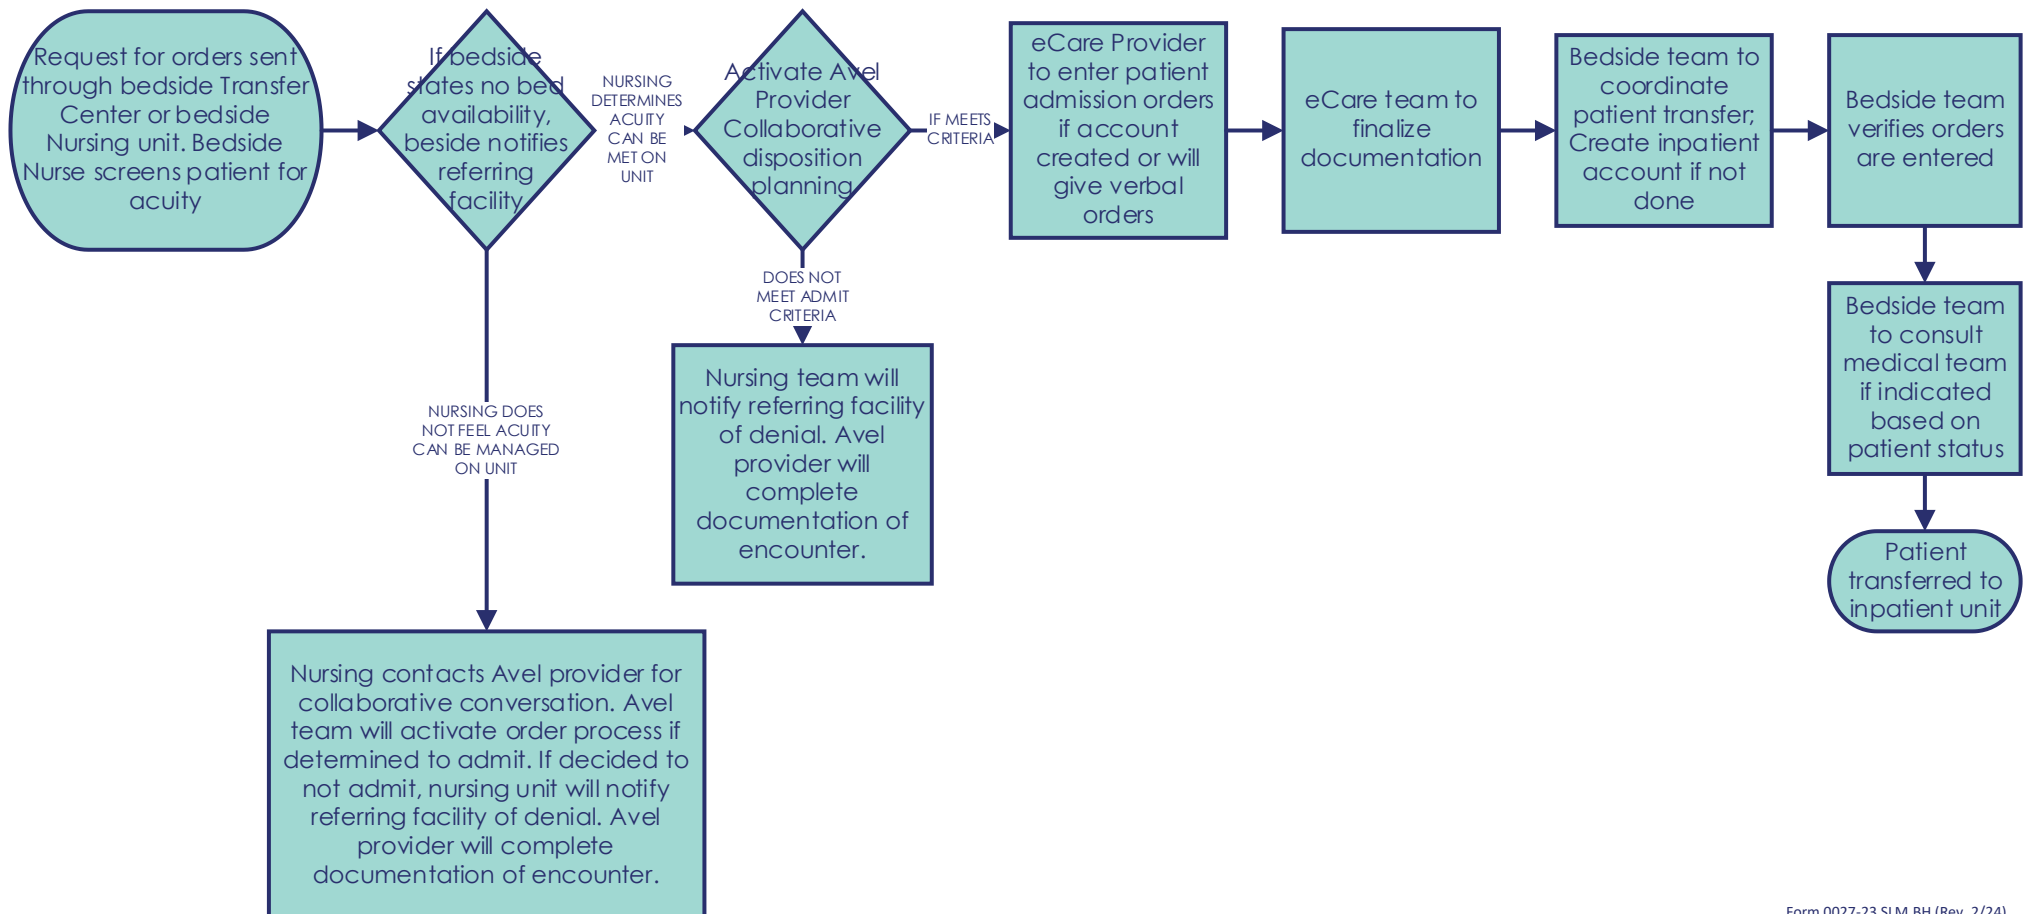 Request for orders sent
through bedside Transfer
Center or bedside
Nursing unit. Bedside
Nurse screens patient for
acuity
If bedside
states no bed
availability,
beside notifies
referring
facility
NURSING
DETERMINES
ACUITY
CAN BE
MET ON
UNIT
Activate Avel
Provider
Collaborative
disposition
planning
IF MEETS
CRITERIA
eCare Provider
to enter patient
admission orders
if account
created or will
give verbal
orders
eCare team to
finalize
documentation
Bedside team to
coordinate
patient transfer;
Create inpatient
account if not
done
Bedside team
verifies orders
are entered
DOES NOT
MEET ADMIT
CRITERIA
Nursing team will
notify referring facility
of denial. Avel
provider will
complete
documentation of
encounter.
Bedside team
to consult
medical team
if indicated
based on
patient status
NURSING DOES
NOT FEEL ACUITY
CAN BE MANAGED
ON UNIT
Patient
transferred to
inpatient unit
Nursing contacts Avel provider for
collaborative conversation. Avel
team will activate order process if
determined to admit. If decided to
not admit, nursing unit will notify
referring facility of denial. Avel
provider will complete
documentation of encounter.
Form 0027-23 SLM BH (Rev. 2/24)